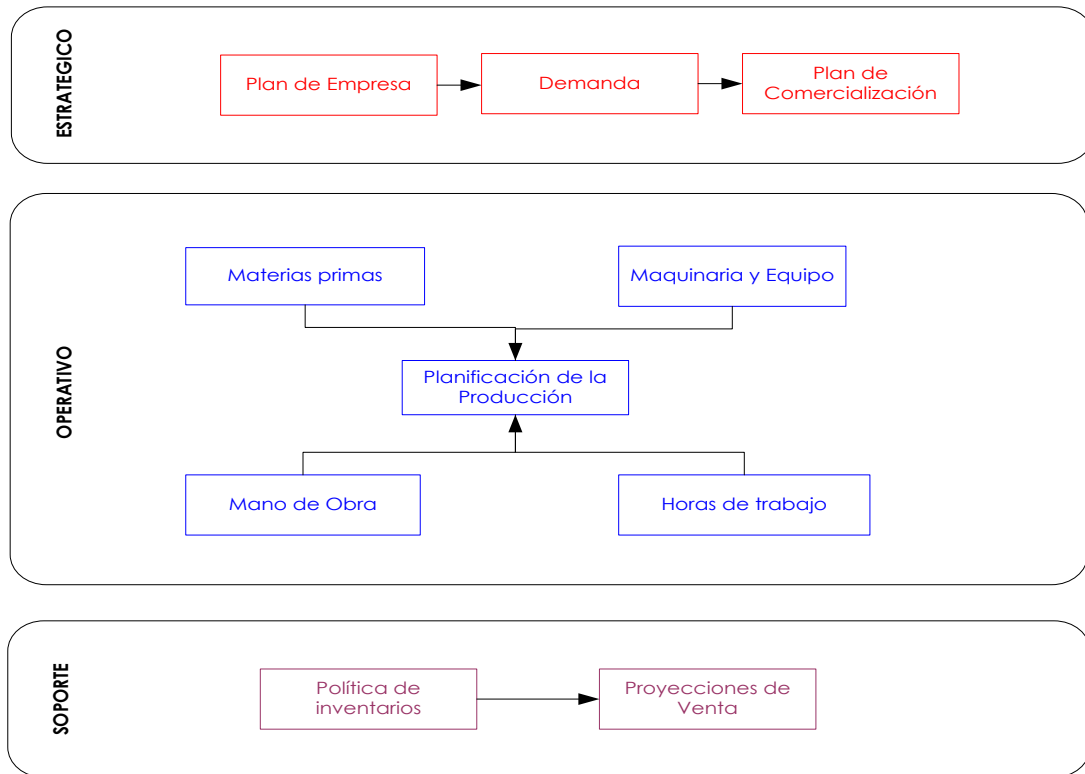 ESTRATEGICO
Plan de Empresa
Demanda
Plan de
Comercialización
OPERATIVO
Materias primas
Maquinaria y Equipo
Planificación de la
Producción
Mano de Obra
Horas de trabajo
SOPORTE
Política de
inventarios
Proyecciones de
Venta